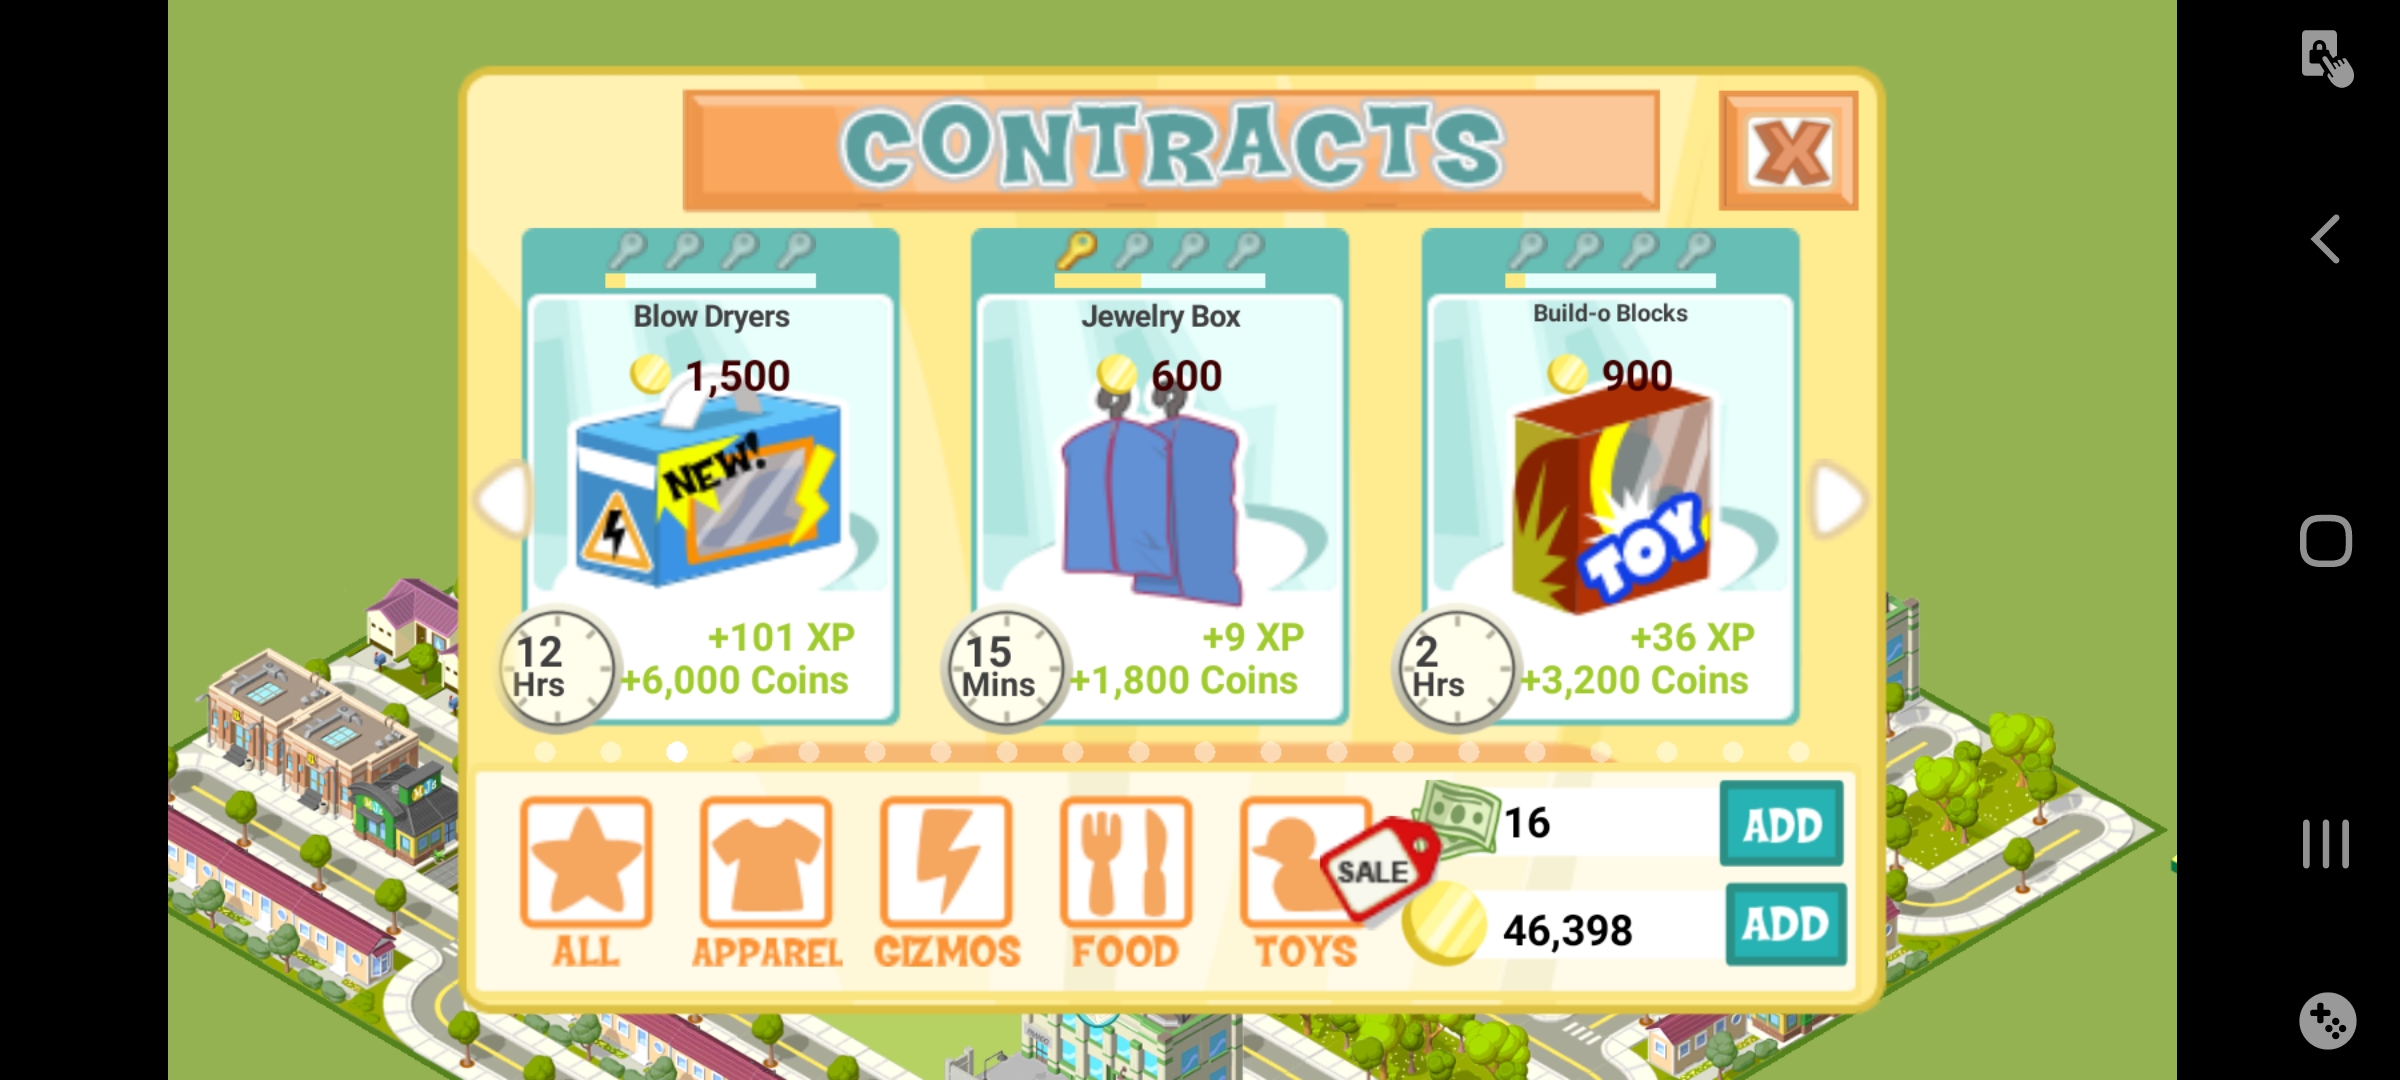 CONTRACTS
X
Blow Dryers
1,500
NEW!
12
Hrs
+101 XP
+6,000 Coins
Jewelry Box
600
15
Mins
+9 XP
+1,800 Coins
Build-o Blocks
900
TOY
2
Hrs
+36 XP
+3,200 Coins
ALL
APPAREL
GIZMOS
FOOD
TOYS
SALE
16
ADD
46,398
ADD
MJs
MJs